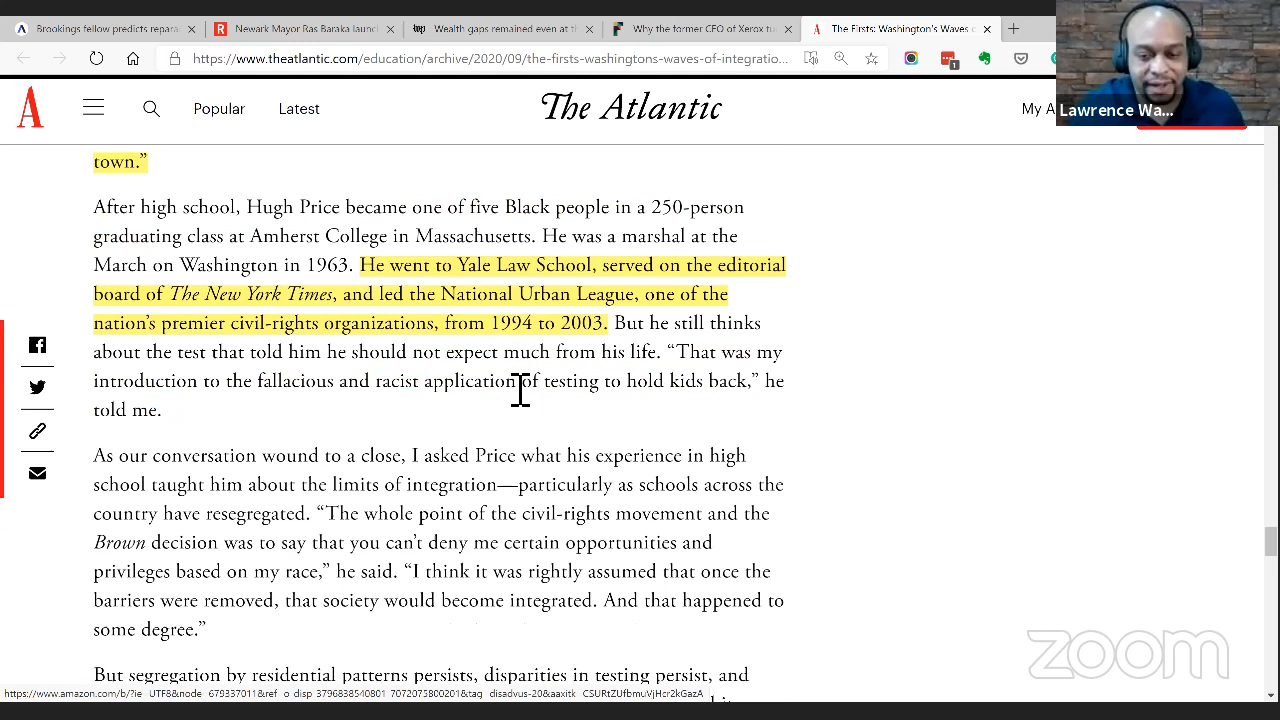 Brookings fellow predicts repara
Newark Mayor Ras Baraka laun
Wealth gaps
even at t
Why the former CEO of Xerox tu
The Firsts: Washington's Waves o
https://www.theatlantic.com/education/archive/2020/09/the-firsts-washingtons-waves-of-integratio...
1
Popular
Latest
The Atlantic
My A
Lawrence Wa...
town.”
After high school, Hugh Price became one of five Black people in a 250-person
graduating class at Amherst College in Massachusetts. He was a marshal at the
March on Washington in 1963. He went to Yale Law School, served on the editorial
board of The New York Times, and led the National Urban League, one of the
nation’s premier civil-rights organizations, from 1994 to 2003. But he still thinks
about the test that told him he should not expect much from his life. “That was my
introduction to the fallacious and racist application of testing to hold kids back,” he
told me.
As our conversation wound to a close, I asked Price what his experience in high
school taught him about the limits of integration—particularly as schools across the
country have resegregated. “The whole point of the civil-rights movement and the
Brown decision was to say that you can’t deny me certain opportunities and
privileges based on my race,” he said. “I think it was rightly assumed that once the
barriers were removed, that society would become integrated. And that happened to
some degree.”
But segregation by residential patterns persists, disparities in testing persist, and
zoom